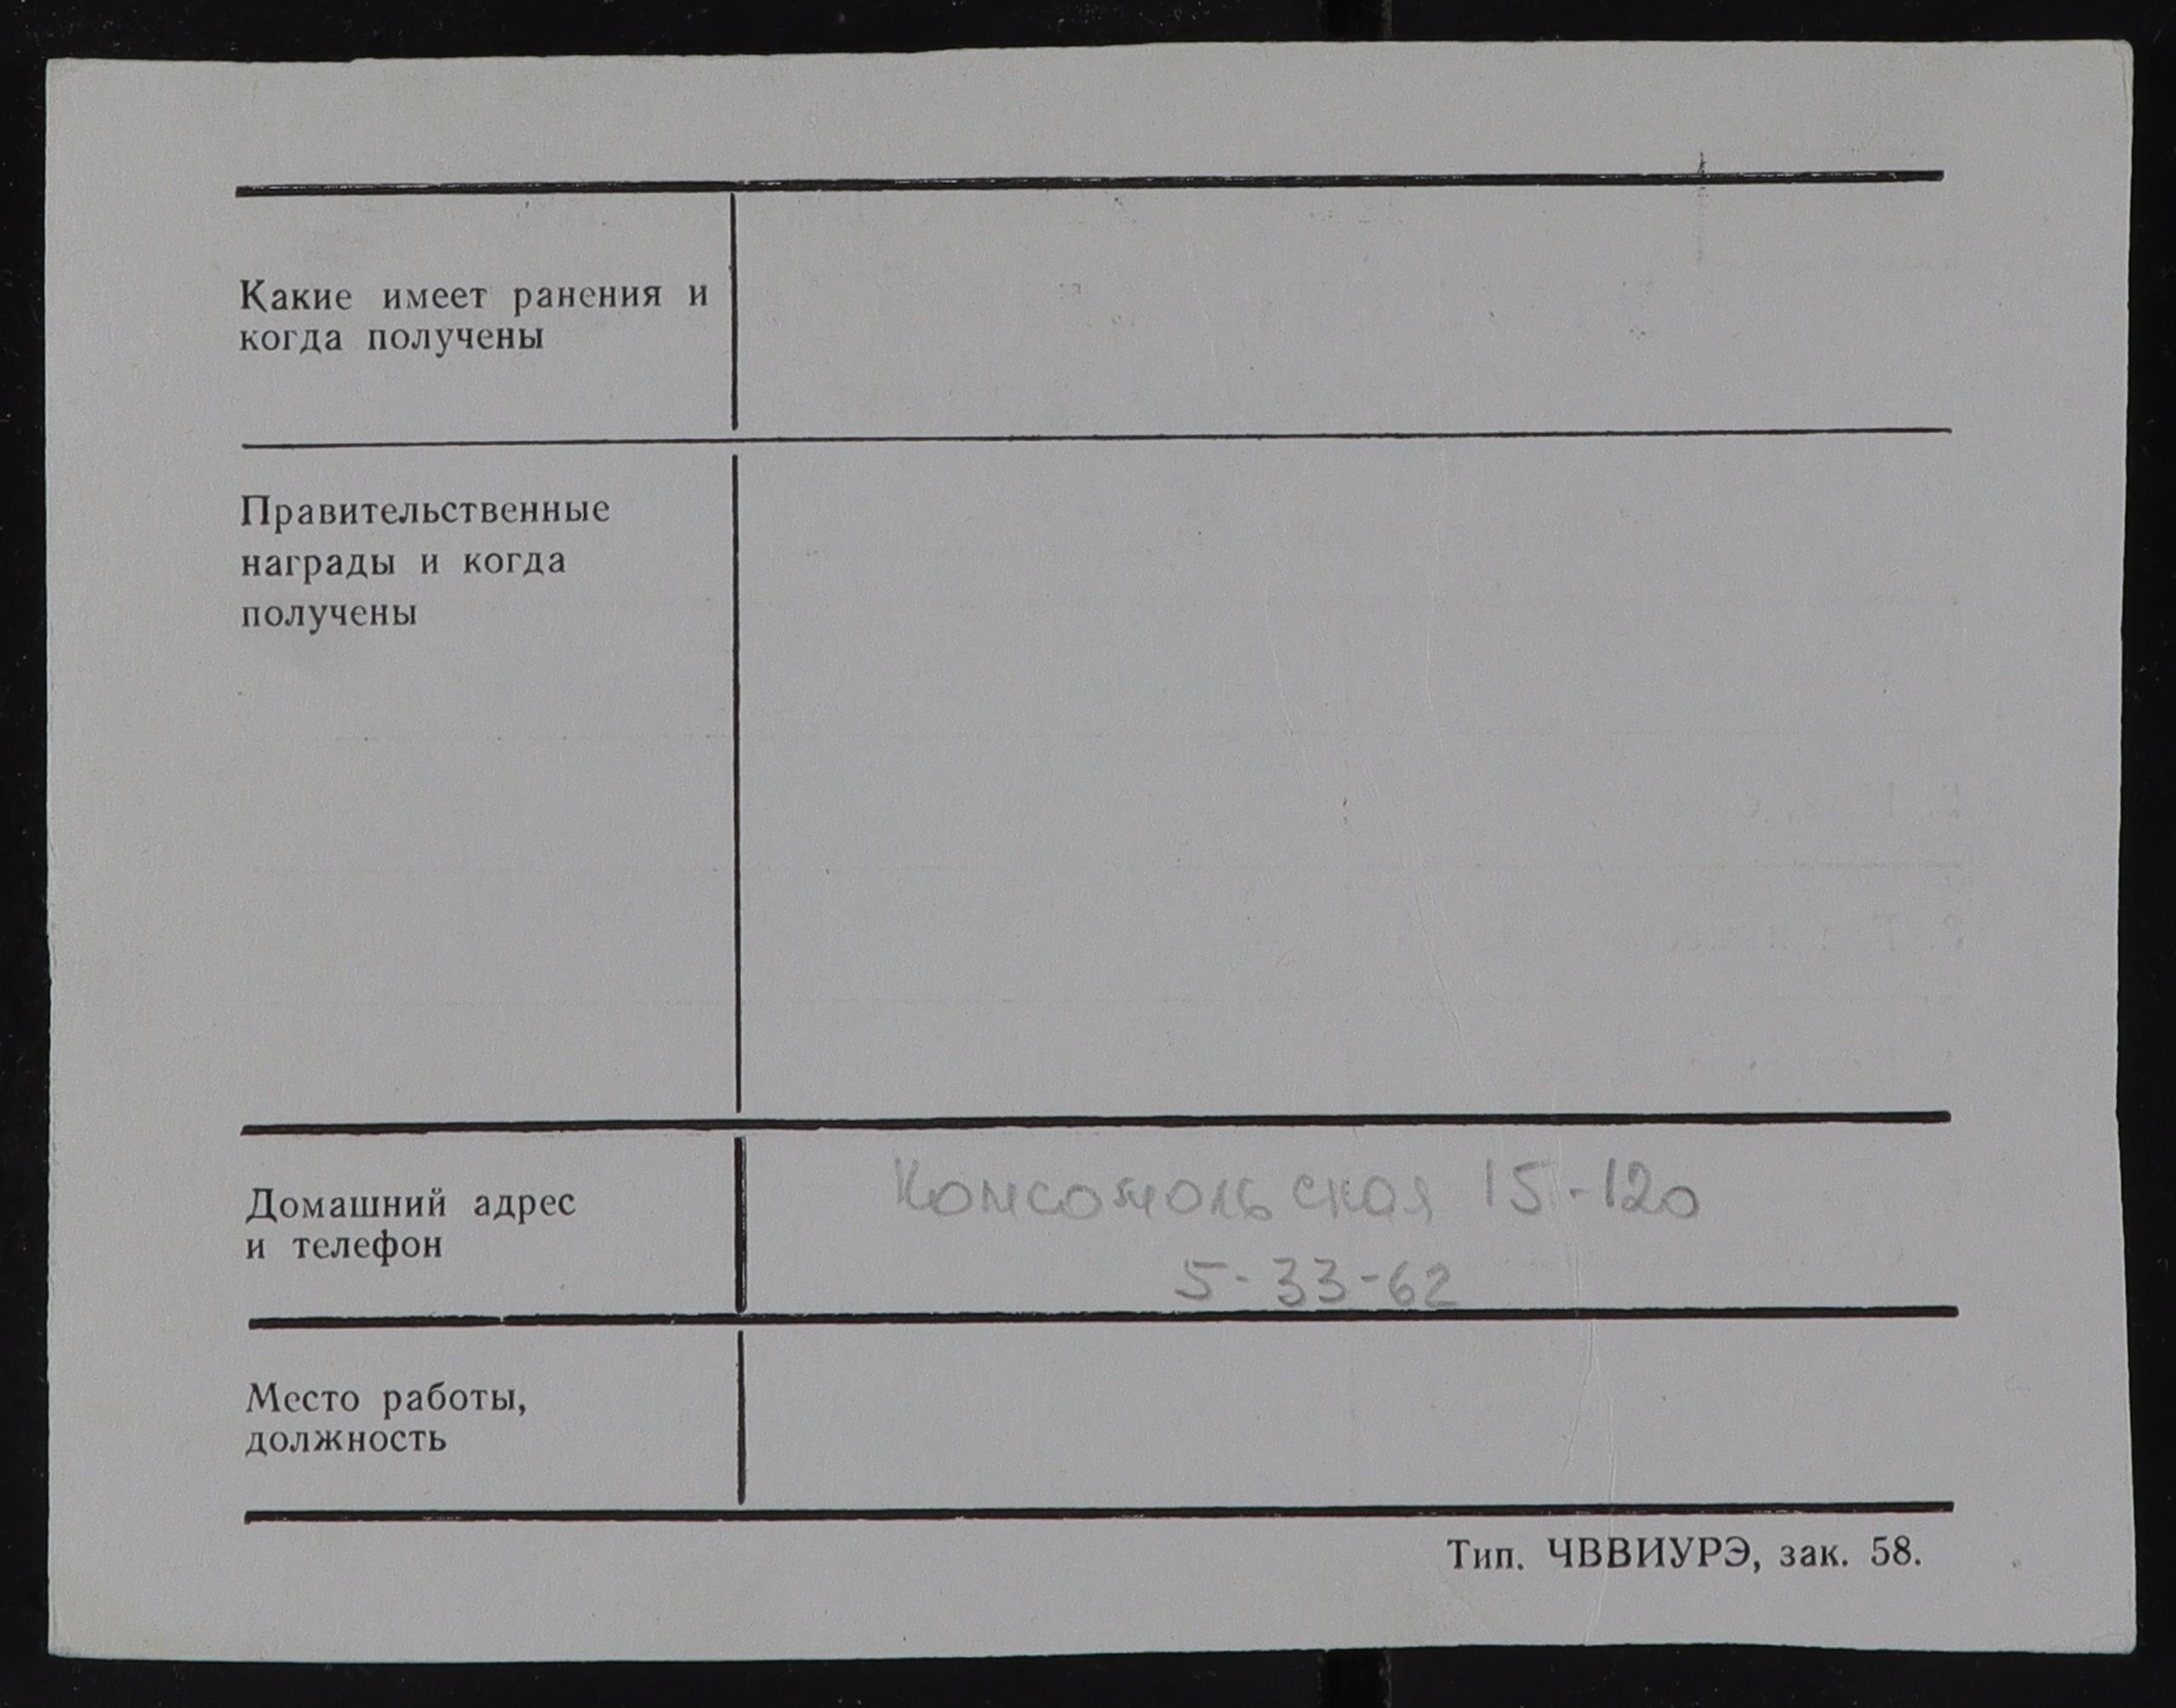 Какие имеет ранения и
когда получены
Правительственные
награды и когда
получены
Домашний адрес
и телефон
Комсомольская 15-120
5-33-62
Место работы,
должность
Тип. ЧВВИУРЭ, зак. 58.